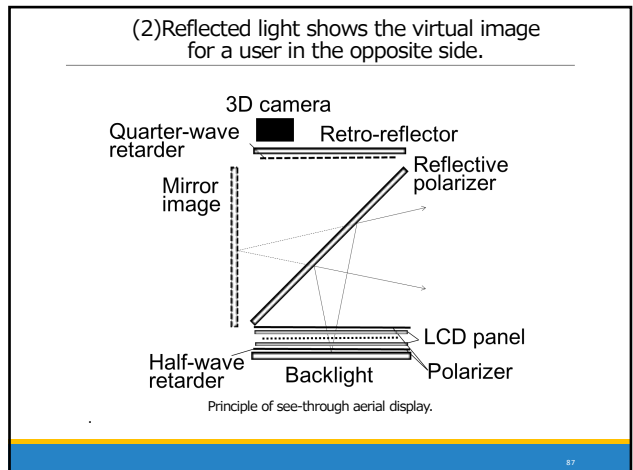 (2)Reflected light shows the virtual image
for a user in the opposite side.
3D camera
Quarter-wave
retarder
Retro-reflector
Reflective
polarizer
Mirror
image
LCD panel
Half-wave
retarder
Backlight
Polarizer
Principle of see-through aerial display.
.
87